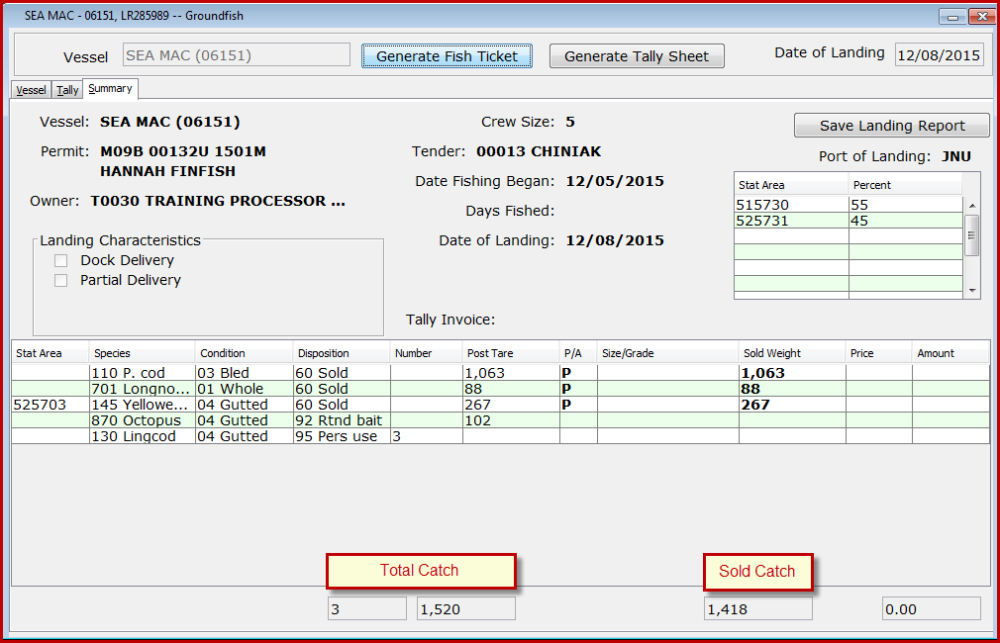 SEA MAC - 06151, LR285989 -- Groundfish
Vessel SEA MAC (06151) Generate Fish Ticket Generate Tally Sheet Date of Landing 12/08/2015
Vessel Tally Summary
Vessel: SEA MAC (06151) Crew Size: 5 Save Landing Report
Permit: M09B 00132U 1501M Tender: 00013 CHINIAK Port of Landing: JNU
HANNAH FINFISH
Date Fishing Began: 12/05/2015 Stat Area Percent
Owner: T0030 TRAINING PROCESSOR ... 515730 55
Days Fished: 525731 45
Landing Characteristics Date of Landing: 12/08/2015
Dock Delivery
Partial Delivery
Tally Invoice:
Stat Area Species Condition Disposition Number Post Tare P/A Size/Grade Sold Weight Price Amount
110 P. cod 03 Bled 60 Sold 1,063 P 1,063
701 Longno... 01 Whole 60 Sold 88 P 88
525703 145 Yellowe... 04 Gutted 60 Sold 267 P 267
870 Octopus 04 Gutted 92 Rtnd bait 102
130 Lingcod 04 Gutted 95 Pers use 3
Total Catch Sold Catch
3 1,520 1,418 0.00